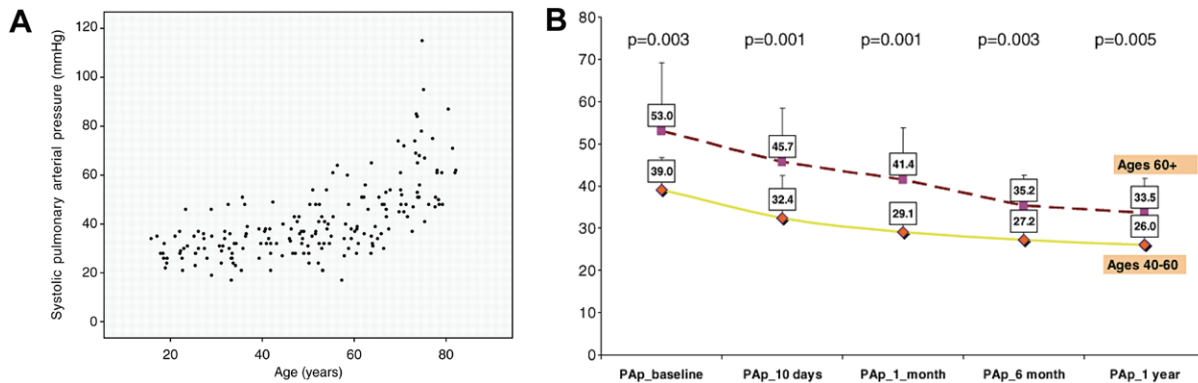 A
Systolic pulmonary arterial pressure (mmHg)
120
100
80
60
40
20
0
20 40 60 80
Age (years)
B
80
70
60
50
40
30
20
10
0
p=0.003 p=0.001 p=0.001 p=0.003 p=0.005
53.0 45.7 41.4 35.2 33.5
39.0 32.4 29.1 27.2 26.0
Ages 60+
Ages 40-60
PAp_baseline PAp_10 days PAp_1_month PAp_6 month PAp_1 year